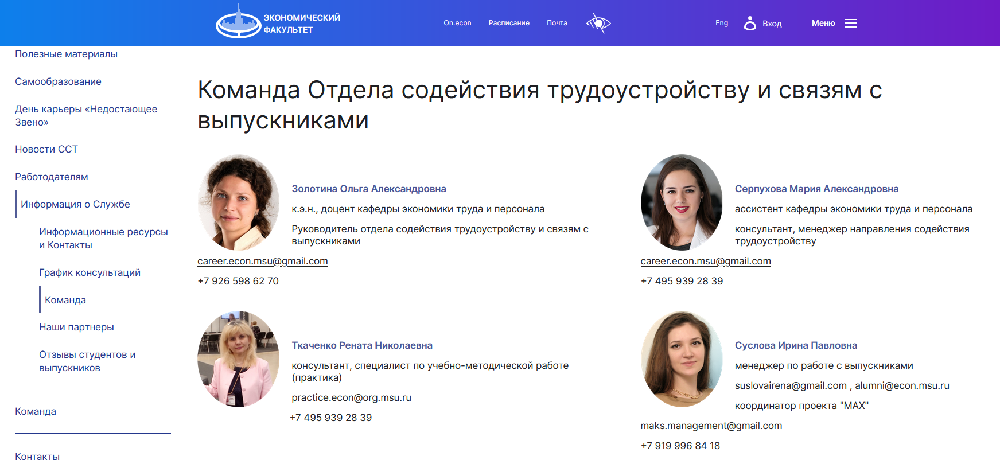 ЭКОНОМИЧЕСКИЙ
ФАКУЛЬТЕТ
On.econ
Расписание
Почта
Eng
Вход
Меню
Полезные материалы
Самообразование
День карьеры «Недостающее
Звено»
Новости ССТ
Работодателям
Информация о Службе
Информационные ресурсы
и Контакты
График консультаций
Команда
Наши партнеры
Отзывы студентов и
выпускников
Команда
Контакты
Команда Отдела содействия трудоустройству и связям с
выпускниками
Золотина Ольга Александровна
к.э.н., доцент кафедры экономики труда и персонала
Руководитель отдела содействия трудоустройству и связям с
выпускниками
career.econ.msu@gmail.com
+7 926 598 62 70
Серпухова Мария Александровна
ассистент кафедры экономики труда и персонала
консультант, менеджер направления содействия
трудоустройству
career.econ.msu@gmail.com
+7 495 939 28 39
Ткаченко Рената Николаевна
консультант, специалист по учебно-методической работе
(практика)
practice.econ@org.msu.ru
+7 495 939 28 39
Суслова Ирина Павловна
менеджер по работе с выпускниками
suslovairena@gmail.com , alumni@econ.msu.ru
координатор проекта "MAX"
maks.management@gmail.com
+7 919 996 84 18